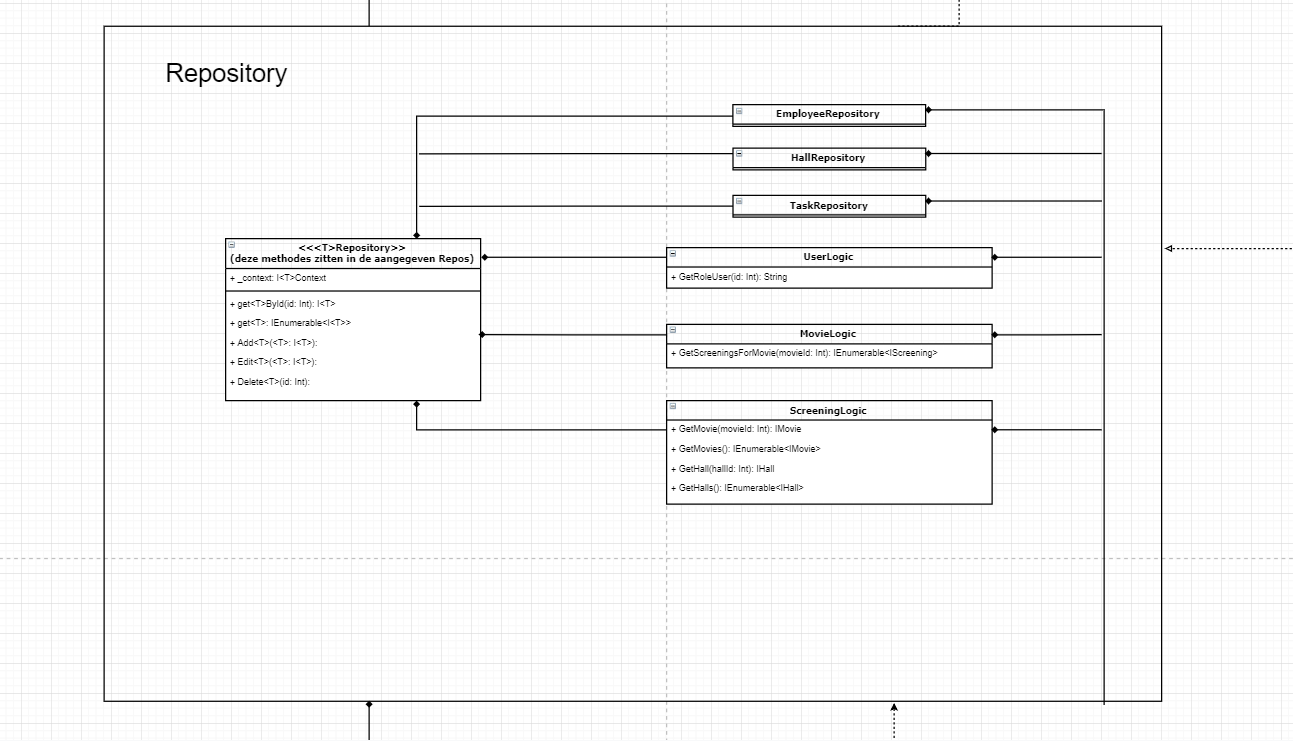 Repository
EmployeeRepository
HallRepository
TaskRepository
<<<T>Repository>>
(deze methodes zitten in de aangegeven Repos)
+ _context: I<T>Context
+ get<T>ById(id: Int): I<T>
+ get<T>: IEnumerable<I<T>>
+ Add<T>(<T>: I<T>):
+ Edit<T>(<T>: I<T>):
+ Delete<T>(id: Int):
UserLogic
+ GetRoleUser(id: Int): String
MovieLogic
+ GetScreeningsForMovie(movieId: Int): IEnumerable<IScreening>
ScreeningLogic
+ GetMovie(movieId: Int): IMovie
+ GetMovies(): IEnumerable<IMovie>
+ GetHall(hallId: Int): IHall
+ GetHalls(): IEnumerable<IHall>